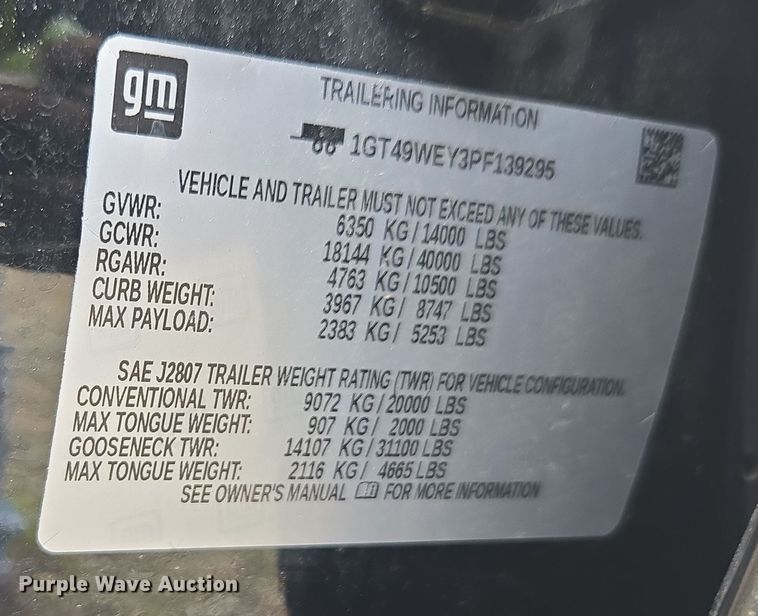 gm
TRAILERING INFORMATION
1GT49WEY3PF139295
VEHICLE AND TRAILER MUST NOT EXCEED ANY OF THESE VALUES.
GVWR: 6350 KG/14000 LBS
GCWR: 18144 KG/40000 LBS
RGAWR: 4763 KG/10500 LBS
CURB WEIGHT: 3967 KG/ 8747 LBS
MAX PAYLOAD: 2383 KG/ 5253 LBS
SAE J2807 TRAILER WEIGHT RATING (TWR) FOR VEHICLE CONFIGURATION.
CONVENTIONAL TWR: 9072 KG/20000 LBS
MAX TONGUE WEIGHT: 907 KG/ 2000 LBS
GOOSENECK TWR: 14107 KG/31100 LBS
MAX TONGUE WEIGHT: 2116 KG/ 4665 LBS
SEE OWNER'S MANUAL FOR MORE INFORMATION
Purple Wave Auction